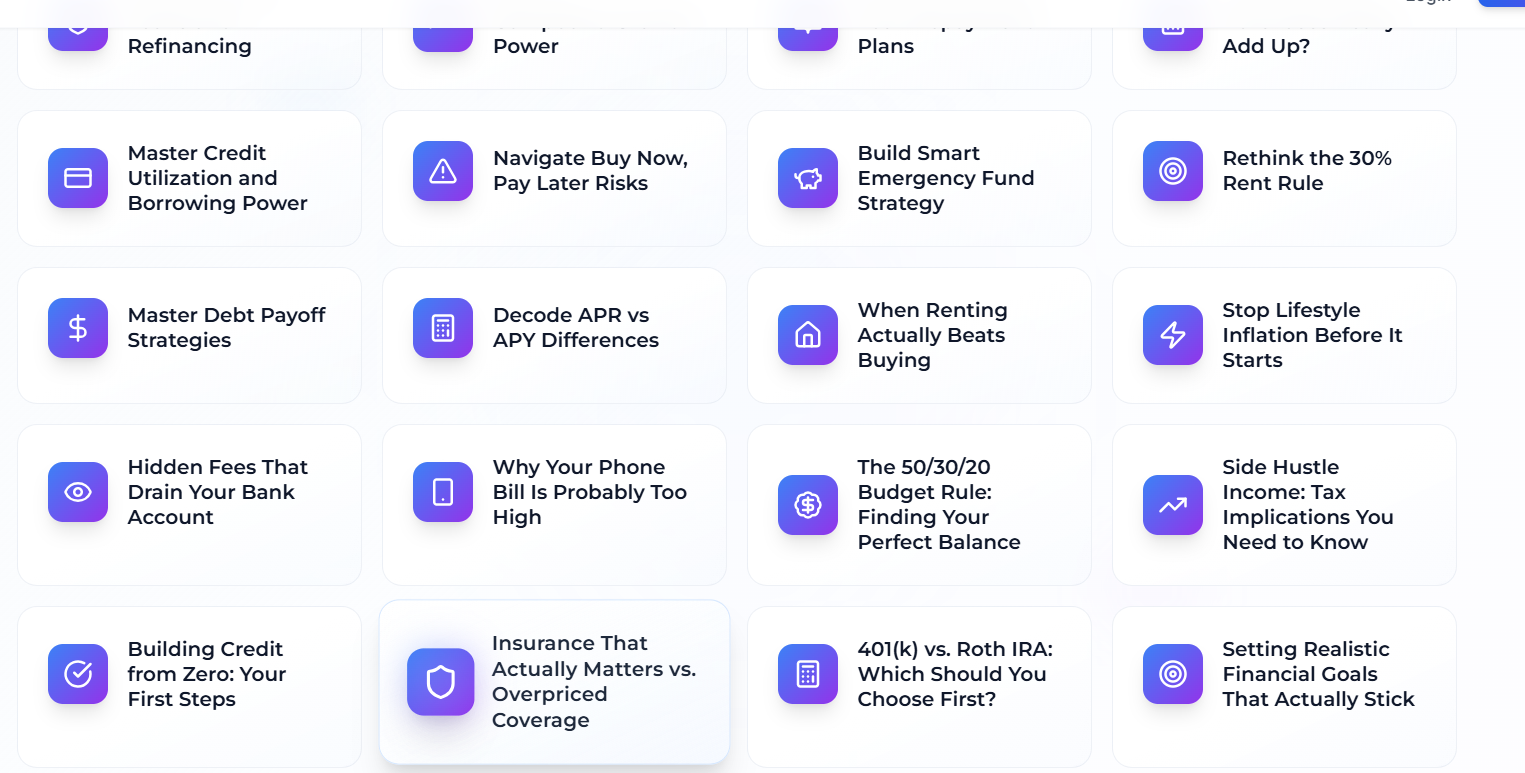 Login
Refinancing
Power
Plans
Add Up?
Master Credit
Utilization and
Borrowing Power
Navigate Buy Now,
Pay Later Risks
Build Smart
Emergency Fund
Strategy
Rethink the 30%
Rent Rule
Master Debt Payoff
Strategies
Decode APR vs
APY Differences
When Renting
Actually Beats
Buying
Stop Lifestyle
Inflation Before It
Starts
Hidden Fees That
Drain Your Bank
Account
Why Your Phone
Bill Is Probably Too
High
The 50/30/20
Budget Rule:
Finding Your
Perfect Balance
Side Hustle
Income: Tax
Implications You
Need to Know
Building Credit
from Zero: Your
First Steps
Insurance That
Actually Matters vs.
Overpriced
Coverage
401(k) vs. Roth IRA:
Which Should You
Choose First?
Setting Realistic
Financial Goals
That Actually Stick